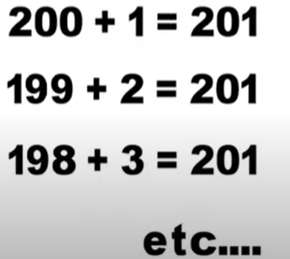 200 + 1 = 201
199 + 2 = 201
198 + 3 = 201
etc....